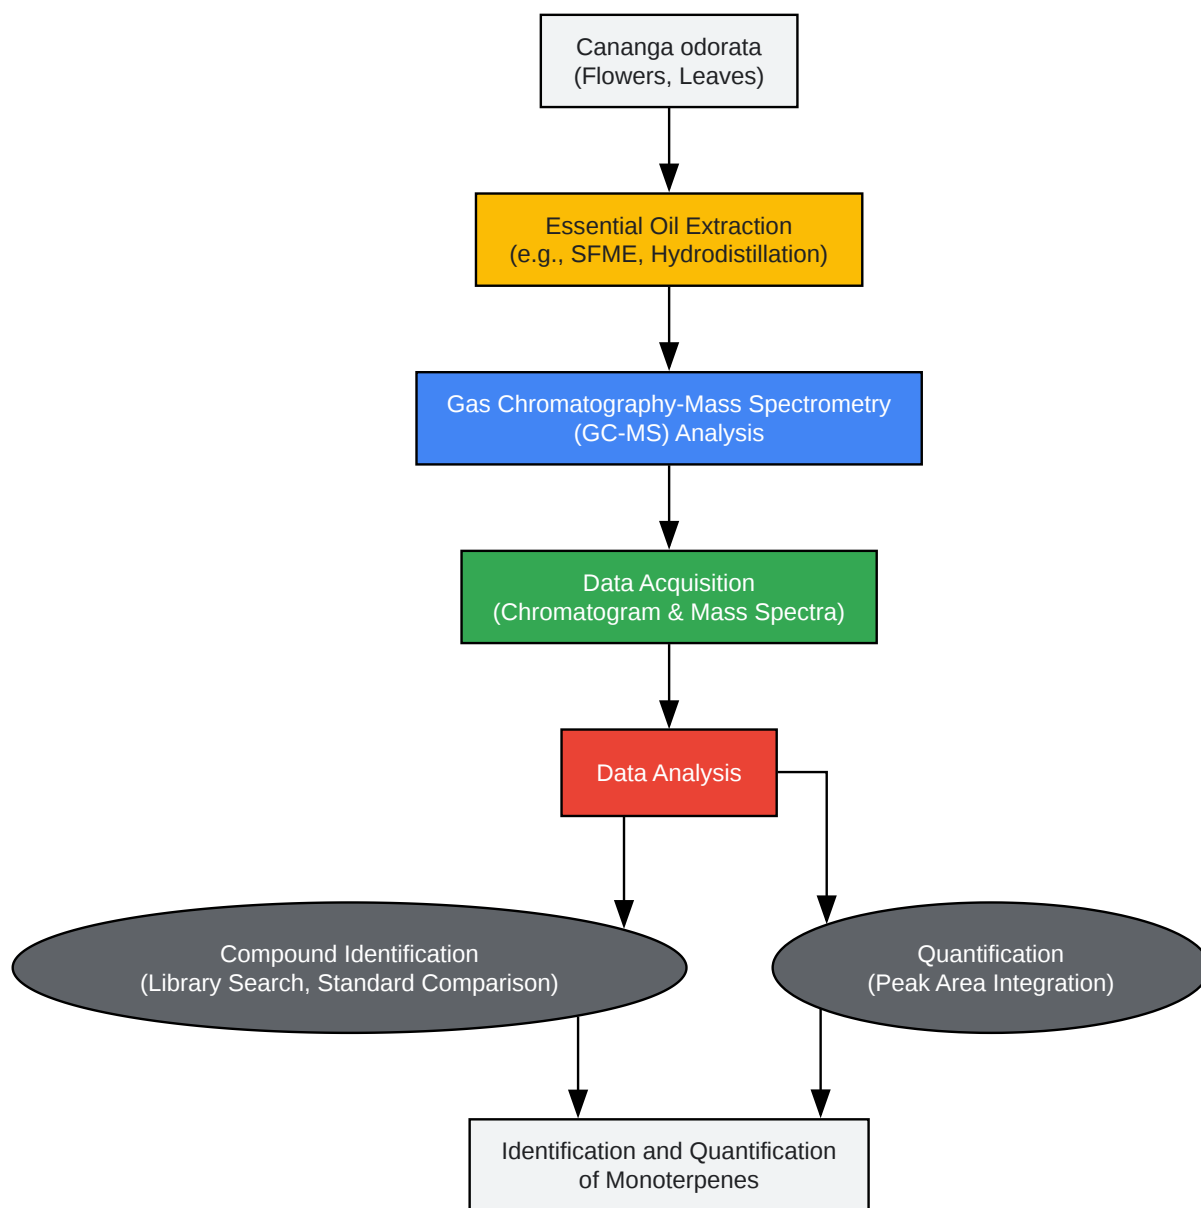 Cananga odorata
(Flowers, Leaves)
Essential Oil Extraction
(e.g., SFME, Hydrodistillation)
Gas Chromatography-Mass Spectrometry
(GC-MS) Analysis
Data Acquisition
(Chromatogram & Mass Spectra)
Data Analysis
Compound Identification
(Library Search, Standard Comparison)
Quantification
(Peak Area Integration)
Identification and Quantification
of Monoterpenes